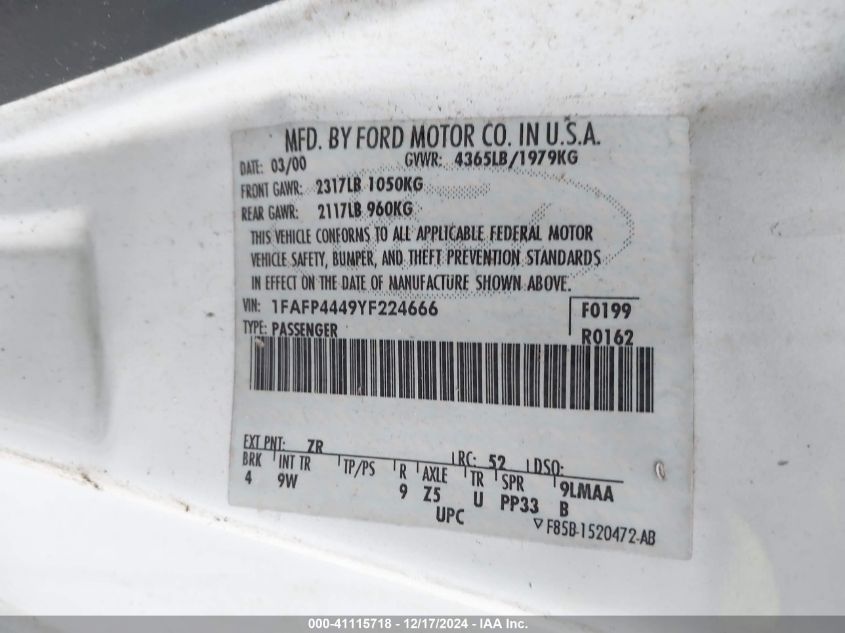 MFD. BY FORD MOTOR CO. IN U.S.A.
DATE: 03/00 GVWR: 4365LB/1979KG
FRONT GAWR: 2317LB 1050KG
REAR GAWR: 2117LB 960KG
THIS VEHICLE CONFORMS TO ALL APPLICABLE FEDERAL MOTOR
VEHICLE SAFETY, BUMPER, AND THEFT PREVENTION STANDARDS
IN EFFECT ON THE DATE OF MANUFACTURE SHOWN ABOVE.
VIN: 1FAFP4449YF224666 F0199
TYPE: PASSENGER R0162
EXT PNT: ZR RC: 52 DSO:
BRK INT TR TP/PS R AXLE TR SPR 9LMAA
4 9W 9 Z5 U PP33 B
UPC ▽F85B-1520472-AB
000-41115718 - 12/17/2024 - IAA Inc.